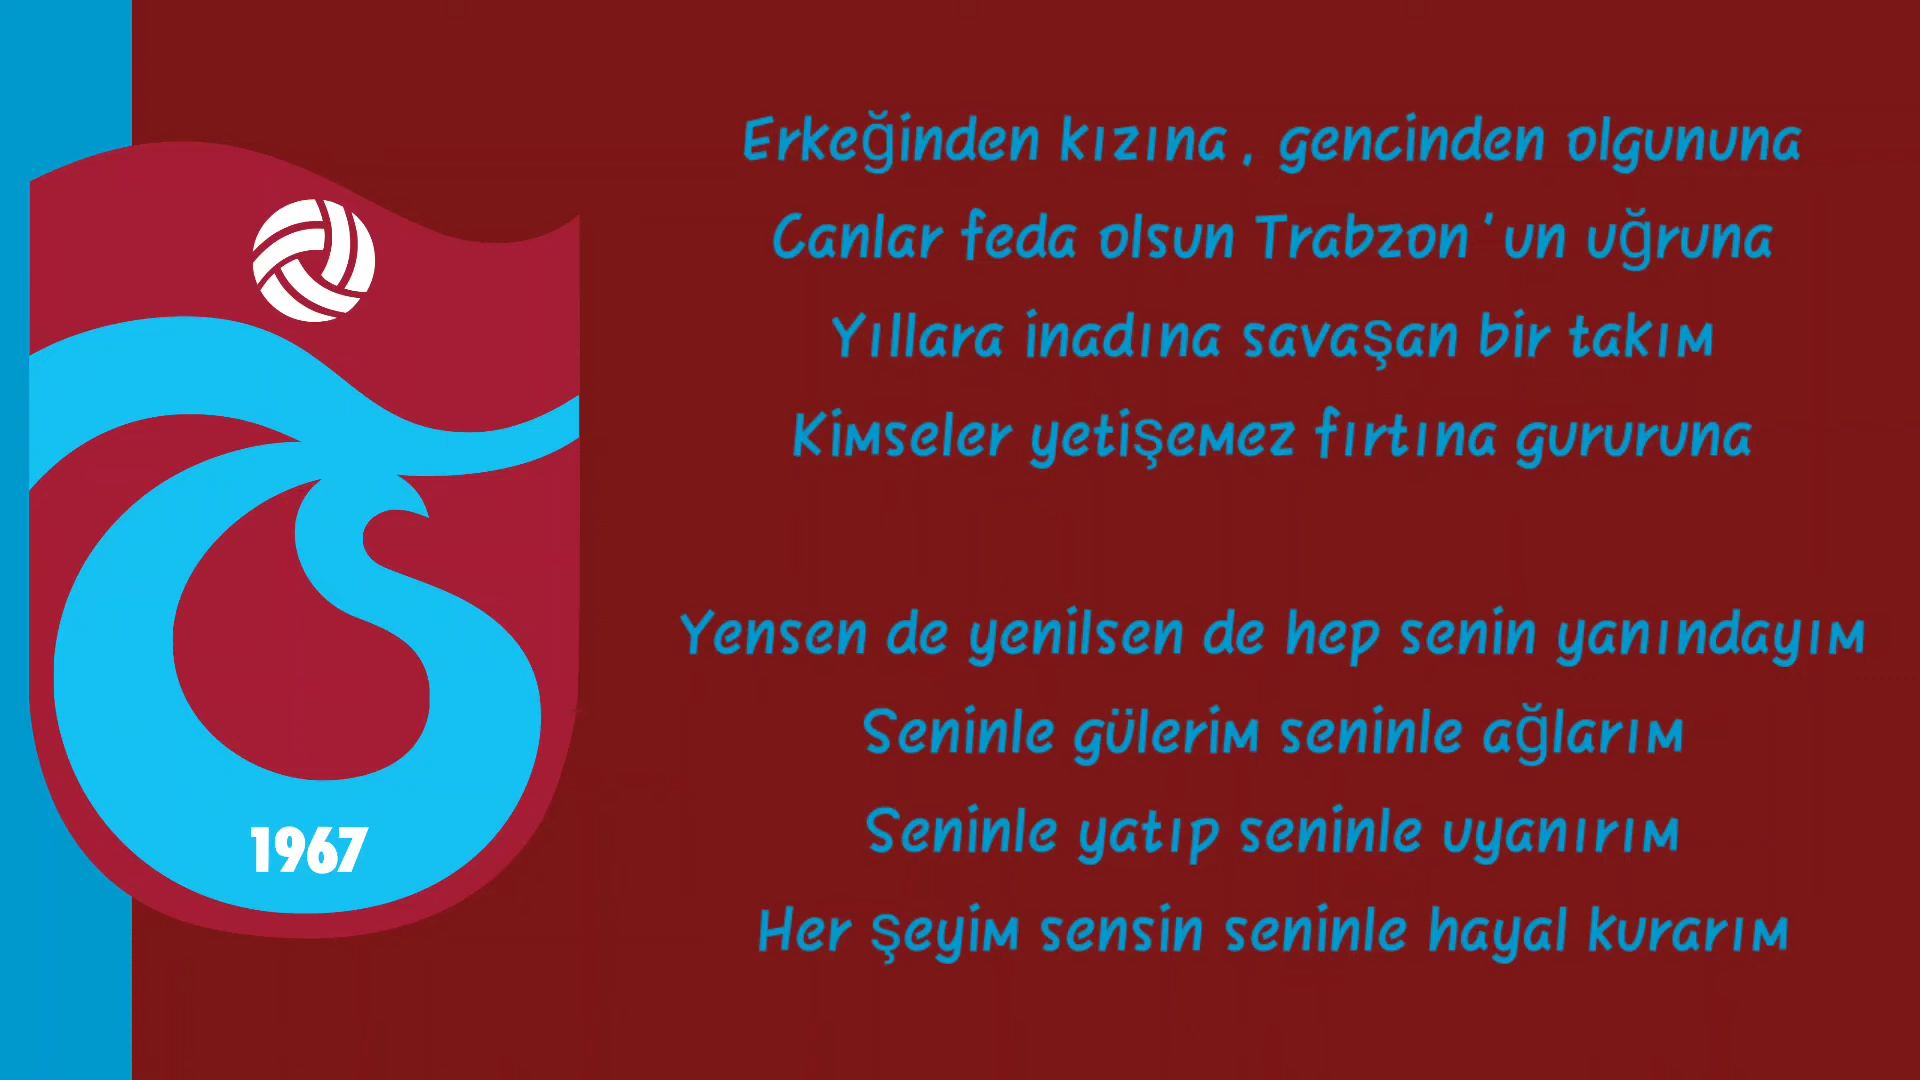 1967
Erkeğinden kızına, gencinden olgununa
Canlar feda olsun Trabzon'un uğruna
Yıllara inadına savaşan bir takım
Kimseler yetişemez fırtına gururuna
Yensen de yenilsen de hep senin yanındayım
Seninle gülerim seninle ağlarım
Seninle yatıp seninle uyanırım
Her şeyim sensin seninle hayal kurarım